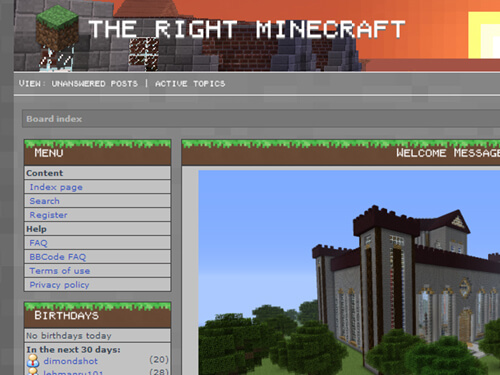 THE RIGHT MINECRAFT
VIEW: UNANSWERED POSTS | ACTIVE TOPICS
Board index
MENU
WELCOME MESSAGE
Content
Index page
Search
Register
Help
FAQ
BBCode FAQ
Terms of use
Privacy policy
BIRTHDAYS
No birthdays today
In the next 30 days:
dimondshot (20)
lehmanru101 (28)